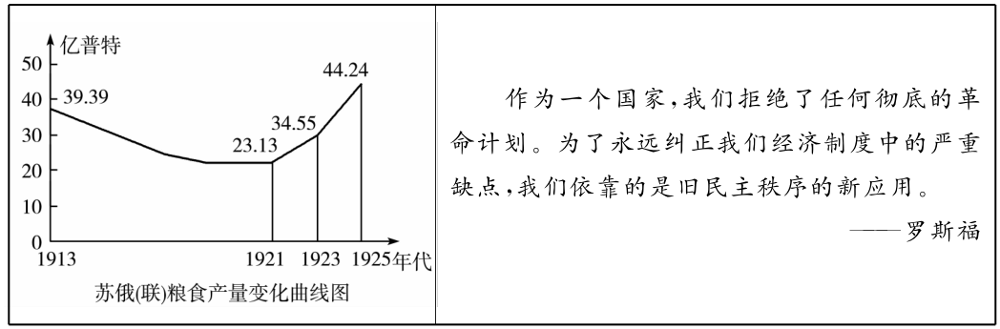 亿普特
50
40
30
20
10
0
39.39
23.13
34.55
44.24
1913
1921
1923
1925
年代
苏俄(联)粮食产量变化曲线图
作为一个国家,我们拒绝了任何彻底的革
命计划。为了永远纠正我们经济制度中的严重
缺点,我们依靠的是旧民主秩序的新应用。
——罗斯福